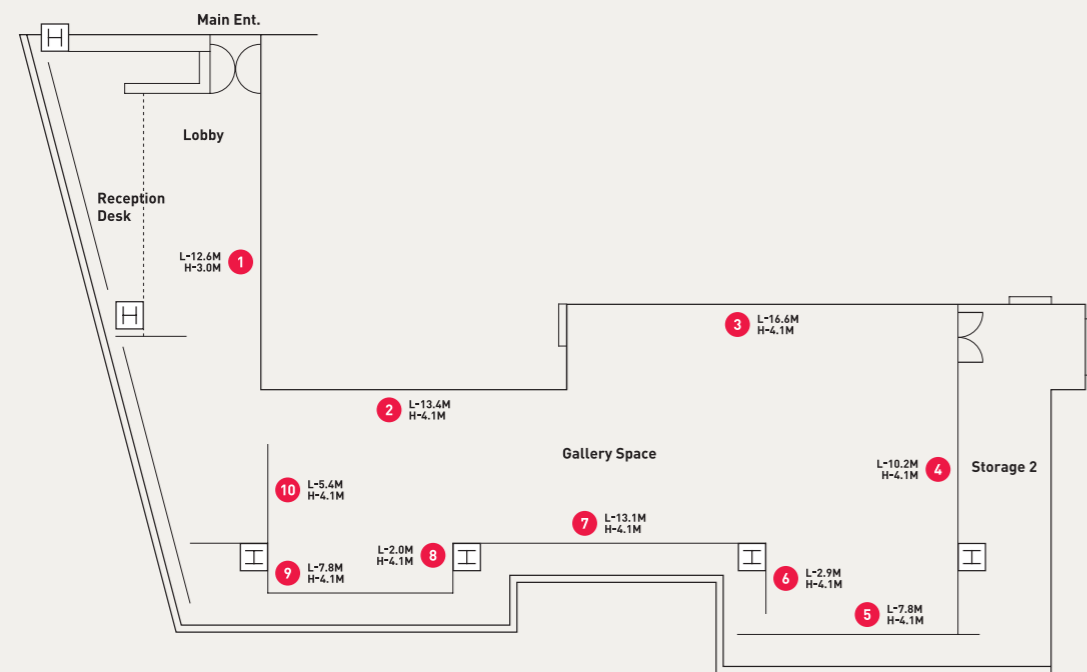 Main Ent.
Lobby
Reception
Desk
L-12.6M
H-3.0M
1
3
L-16.6M
H-4.1M
2
L-13.4M
H-4.1M
Gallery Space
L-10.2M
H-4.1M
4
Storage 2
10
L-5.4M
H-4.1M
7
L-13.1M
H-4.1M
L-2.0M
H-4.1M
8
9
L-7.8M
H-4.1M
6
L-2.9M
H-4.1M
5
L-7.8M
H-4.1M